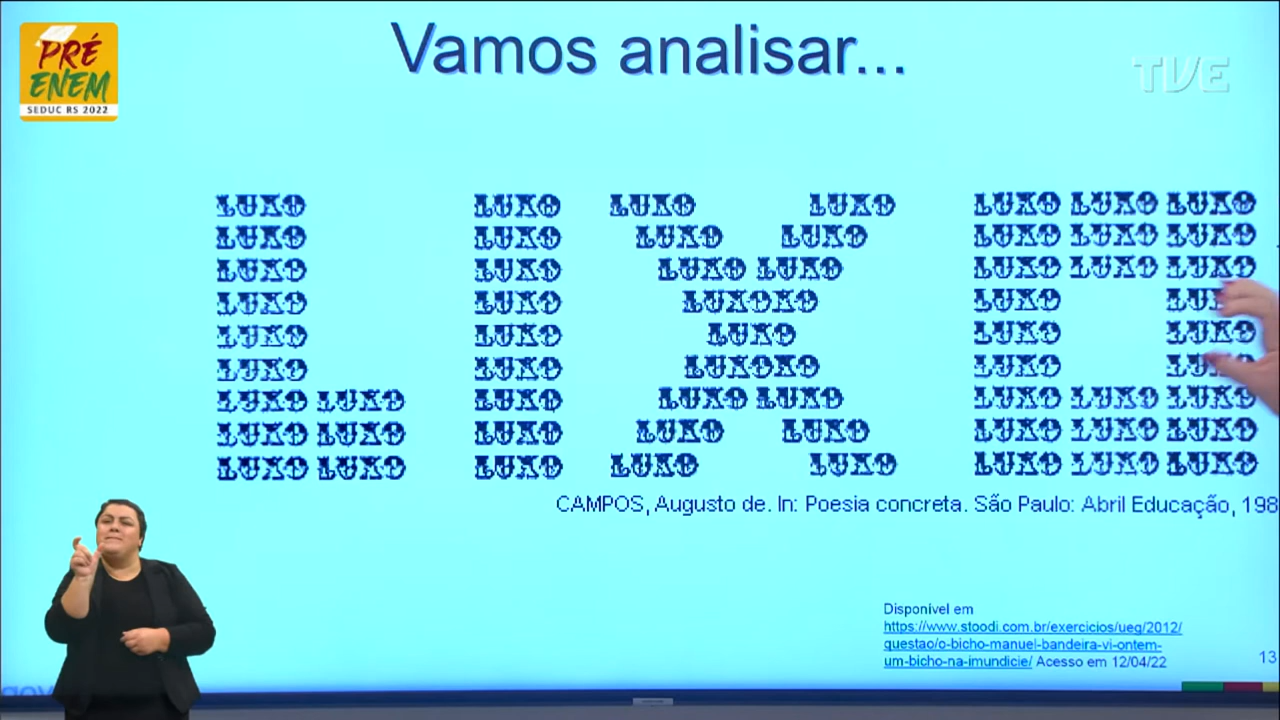 PRÉ
ENEM
SEDUC RS 2022
Vamos analisar...
TVE
LUXO LUXO LUXO LUXO LUXO LUXO LUXO
LUXO LUXO LUXO LUXO LUXO LUXO LUXO
LUXO LUXO LUXO LUXO LUXO LUXO LUXO
LUXO LUXO LUXOXO LUXO
LUXO LUXO LUXO LUXO LUXO
LUXO LUXO LUXOXO LUXO
LUXO LUXO LUXO LUXO LUXO LUXO LUXO LUXO
LUXO LUXO LUXO LUXO LUXO LUXO LUXO LUXO
LUXO LUXO LUXO LUXO LUXO LUXO LUXO LUXO
CAMPOS, Augusto de. In: Poesia concreta. São Paulo: Abril Educação, 198
Disponível em
https://www.stoodi.com.br/exercicios/ueg/2012/
questao/o-bicho-manuel-bandeira-vi-ontem-
um-bicho-na-imundicie/ Acesso em 12/04/22
13